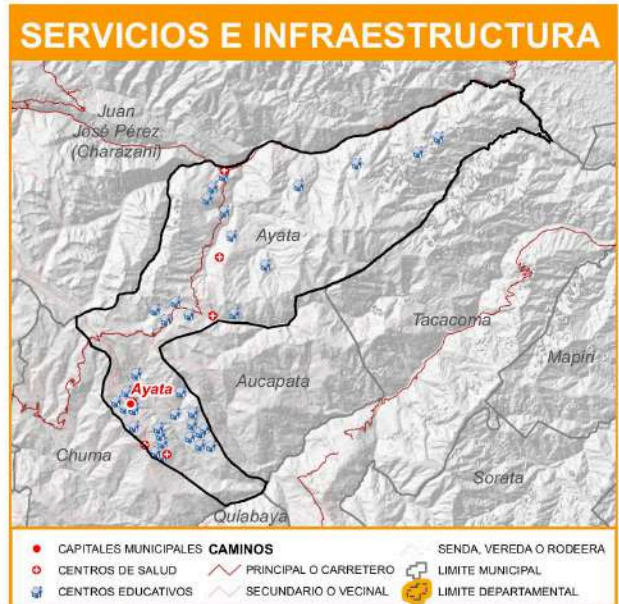 SERVICIOS E INFRAESTRUCTURA
Juan
José Pérez
(Charazani)
Ayata
Tacacoma
Mapiri
Aucapata
Ayata
Chuma
Sorata
Quiabaya
CAPITALES MUNICIPALES
CENTROS DE SALUD
CENTROS EDUCATIVOS
CAMINOS
PRINCIPAL O CARRETERO
SECUNDARIO O VECINAL
SENDA, VEREDA O RODEERA
LIMITE MUNICIPAL
LIMITE DEPARTAMENTAL